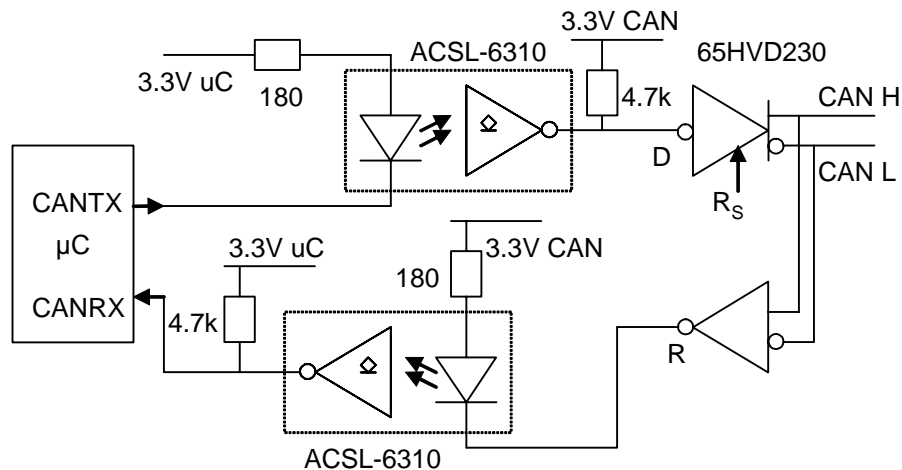 3.3V CAN
ACSL-6310
65HVD230
3.3V uC
180
4.7k
CAN H
D
CAN L
R_S
CANTX
µC
CANRX
3.3V uC
3.3V CAN
180
4.7k
R
ACSL-6310